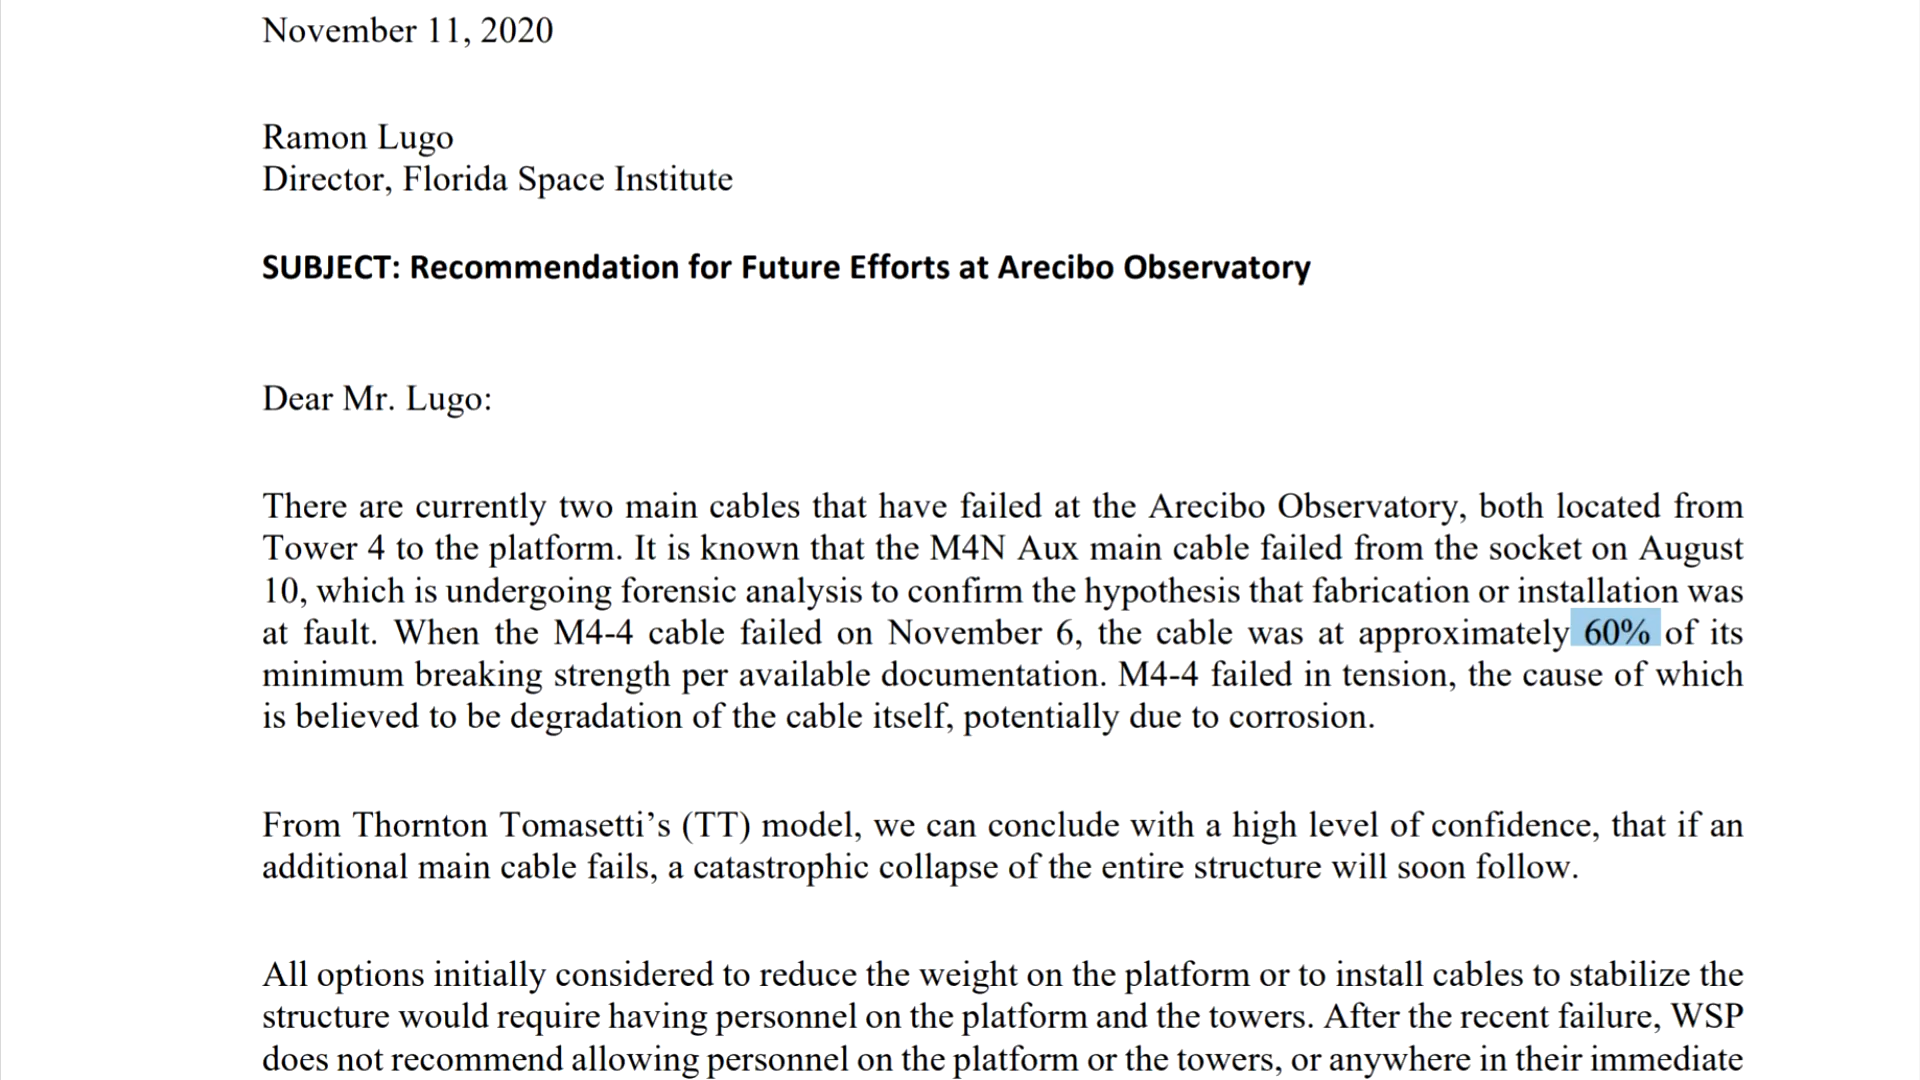 November 11, 2020
Ramon Lugo
Director, Florida Space Institute
SUBJECT: Recommendation for Future Efforts at Arecibo Observatory
Dear Mr. Lugo:
There are currently two main cables that have failed at the Arecibo Observatory, both located from
Tower 4 to the platform. It is known that the M4N Aux main cable failed from the socket on August
10, which is undergoing forensic analysis to confirm the hypothesis that fabrication or installation was
at fault. When the M4-4 cable failed on November 6, the cable was at approximately 60% of its
minimum breaking strength per available documentation. M4-4 failed in tension, the cause of which
is believed to be degradation of the cable itself, potentially due to corrosion.
From Thornton Tomasetti’s (TT) model, we can conclude with a high level of confidence, that if an
additional main cable fails, a catastrophic collapse of the entire structure will soon follow.
All options initially considered to reduce the weight on the platform or to install cables to stabilize the
structure would require having personnel on the platform and the towers. After the recent failure, WSP
does not recommend allowing personnel on the platform or the towers, or anywhere in their immediate